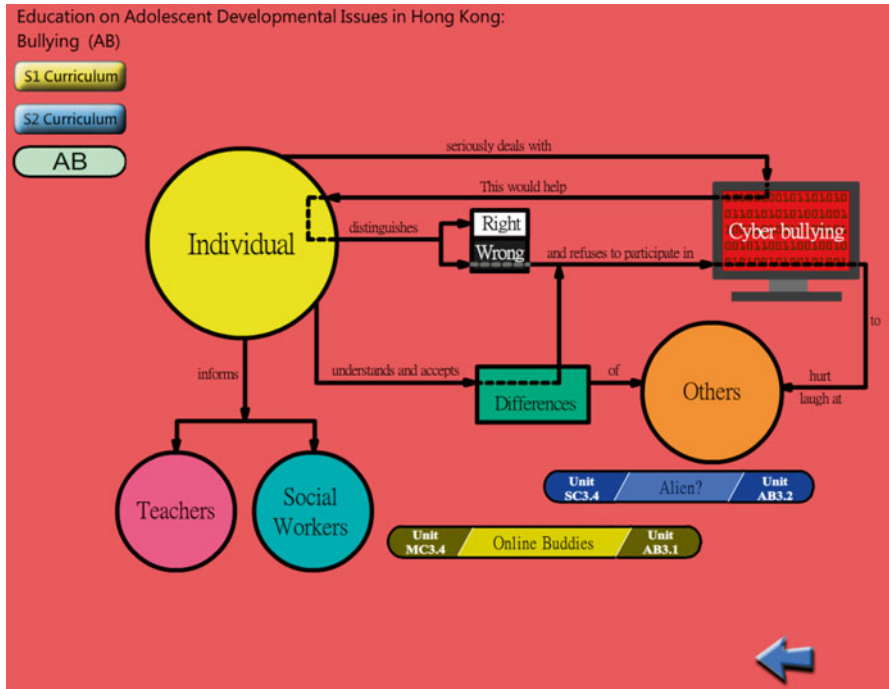 Education on Adolescent Developmental Issues in Hong Kong:
Bullying (AB)
S1 Curriculum
S2 Curriculum
AB
seriously deals with
This would help
Individual
distinguishes
Right
Wrong
and refuses to participate in
Cyber bullying
to
informs
understands and accepts
Differences
of
Others
hurt
laugh at
Teachers
Social
Workers
Unit
SC3.4
Alien?
Unit
AB3.2
Unit
MC3.4
Online Buddies
Unit
AB3.1